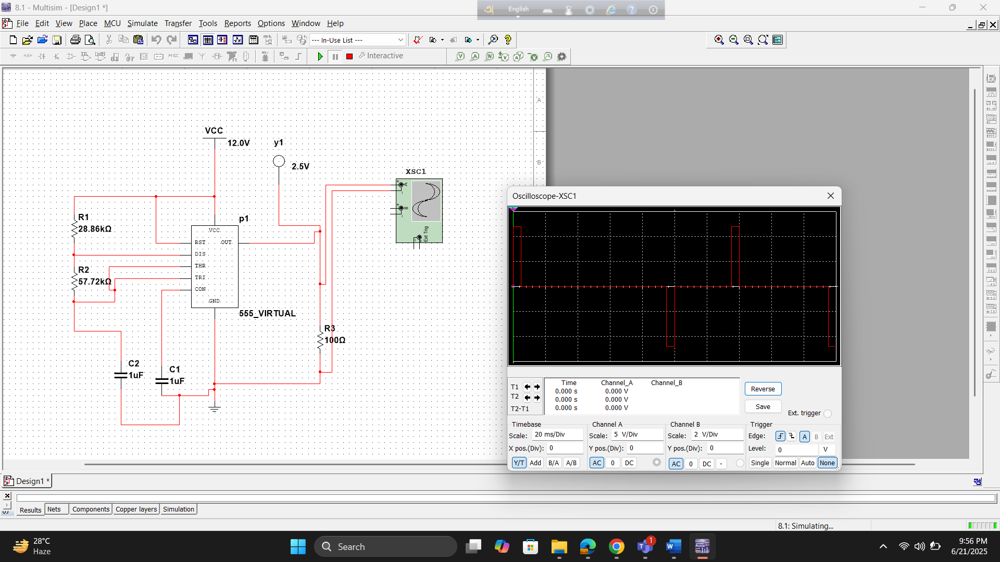 8.1 - Multisim - [Design1 *]
English
File Edit View Place MCU Simulate Transfer Tools Reports Options Window Help
--- In-Use List ---
MISC Interactive
A
B
VCC
12.0V
y1
2.5V
XSC1
A
B
Ext Trig
R1
28.86kΩ
R2
57.72kΩ
p1
VCC
RST OUT
DIS
THR
TRI
CON
GND
555_VIRTUAL
R3
100Ω
C2
1uF
C1
1uF
Oscilloscope-XSC1
Time Channel_A Channel_B
T1 0.000 s 0.000 V
T2 0.000 s 0.000 V
T2-T1 0.000 s 0.000 V
Reverse
Save
Ext. trigger
Timebase
Scale: 20 ms/Div
X pos.(Div): 0
Y/T Add B/A A/B
Channel A
Scale: 5 V/Div
Y pos.(Div): 0
AC 0 DC
Channel B
Scale: 2 V/Div
Y pos.(Div): 0
AC 0 DC -
Trigger
Edge: A B Ext
Level: 0 V
Single Normal Auto None
Design1 *
Results Nets Components Copper layers Simulation
8.1: Simulating...
28°C
Haze
Search
1
9:56 PM
6/21/2025